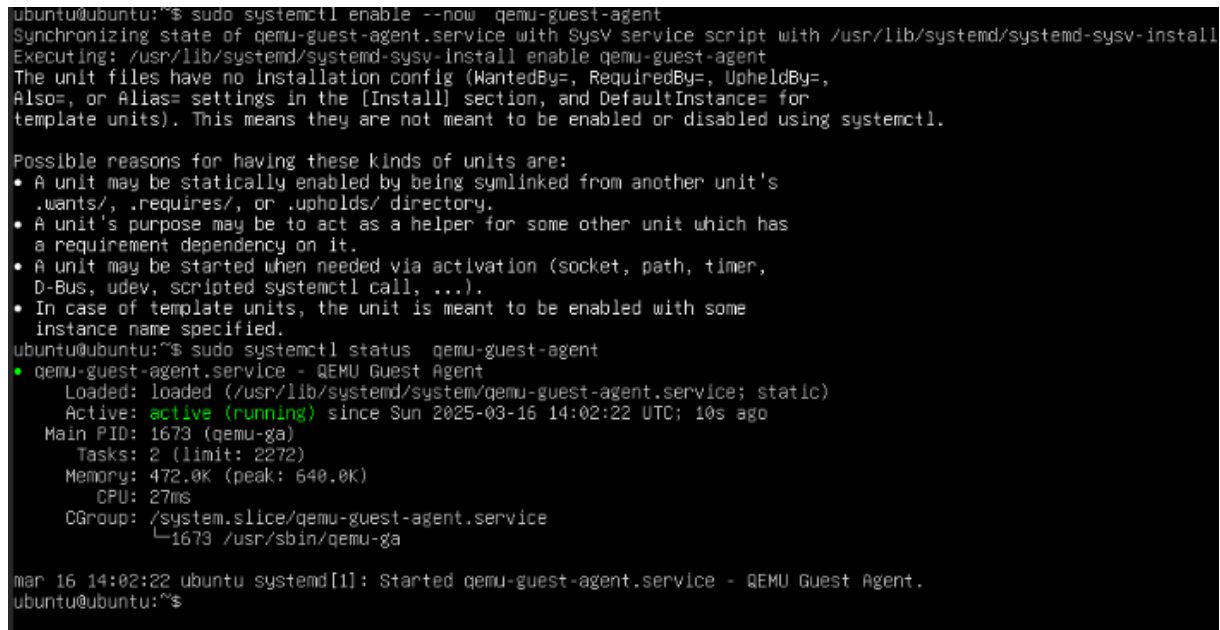 ubuntu@ubuntu:~$ sudo systemctl enable --now  qemu-guest-agent
Synchronizing state of qemu-guest-agent.service with SysV service script with /usr/lib/systemd/systemd-sysv-install
Executing: /usr/lib/systemd/systemd-sysv-install enable qemu-guest-agent
The unit files have no installation config (WantedBy=, RequiredBy=, UpheldBy=,
Also=, or Alias= settings in the [Install] section, and DefaultInstance= for
template units). This means they are not meant to be enabled or disabled using systemctl.

Possible reasons for having these kinds of units are:
• A unit may be statically enabled by being symlinked from another unit's
  .wants/, .requires/, or .upholds/ directory.
• A unit's purpose may be to act as a helper for some other unit which has
  a requirement dependency on it.
• A unit may be started when needed via activation (socket, path, timer,
  D-Bus, udev, scripted systemctl call, ...).
• In case of template units, the unit is meant to be enabled with some
  instance name specified.
ubuntu@ubuntu:~$ sudo systemctl status  qemu-guest-agent
● qemu-guest-agent.service - QEMU Guest Agent
     Loaded: loaded (/usr/lib/systemd/system/qemu-guest-agent.service; static)
     Active: active (running) since Sun 2025-03-16 14:02:22 UTC; 10s ago
   Main PID: 1673 (qemu-ga)
      Tasks: 2 (limit: 2272)
     Memory: 472.0K (peak: 640.0K)
        CPU: 27ms
     CGroup: /system.slice/qemu-guest-agent.service
             └─1673 /usr/sbin/qemu-ga

mar 16 14:02:22 ubuntu systemd[1]: Started qemu-guest-agent.service - QEMU Guest Agent.
ubuntu@ubuntu:~$